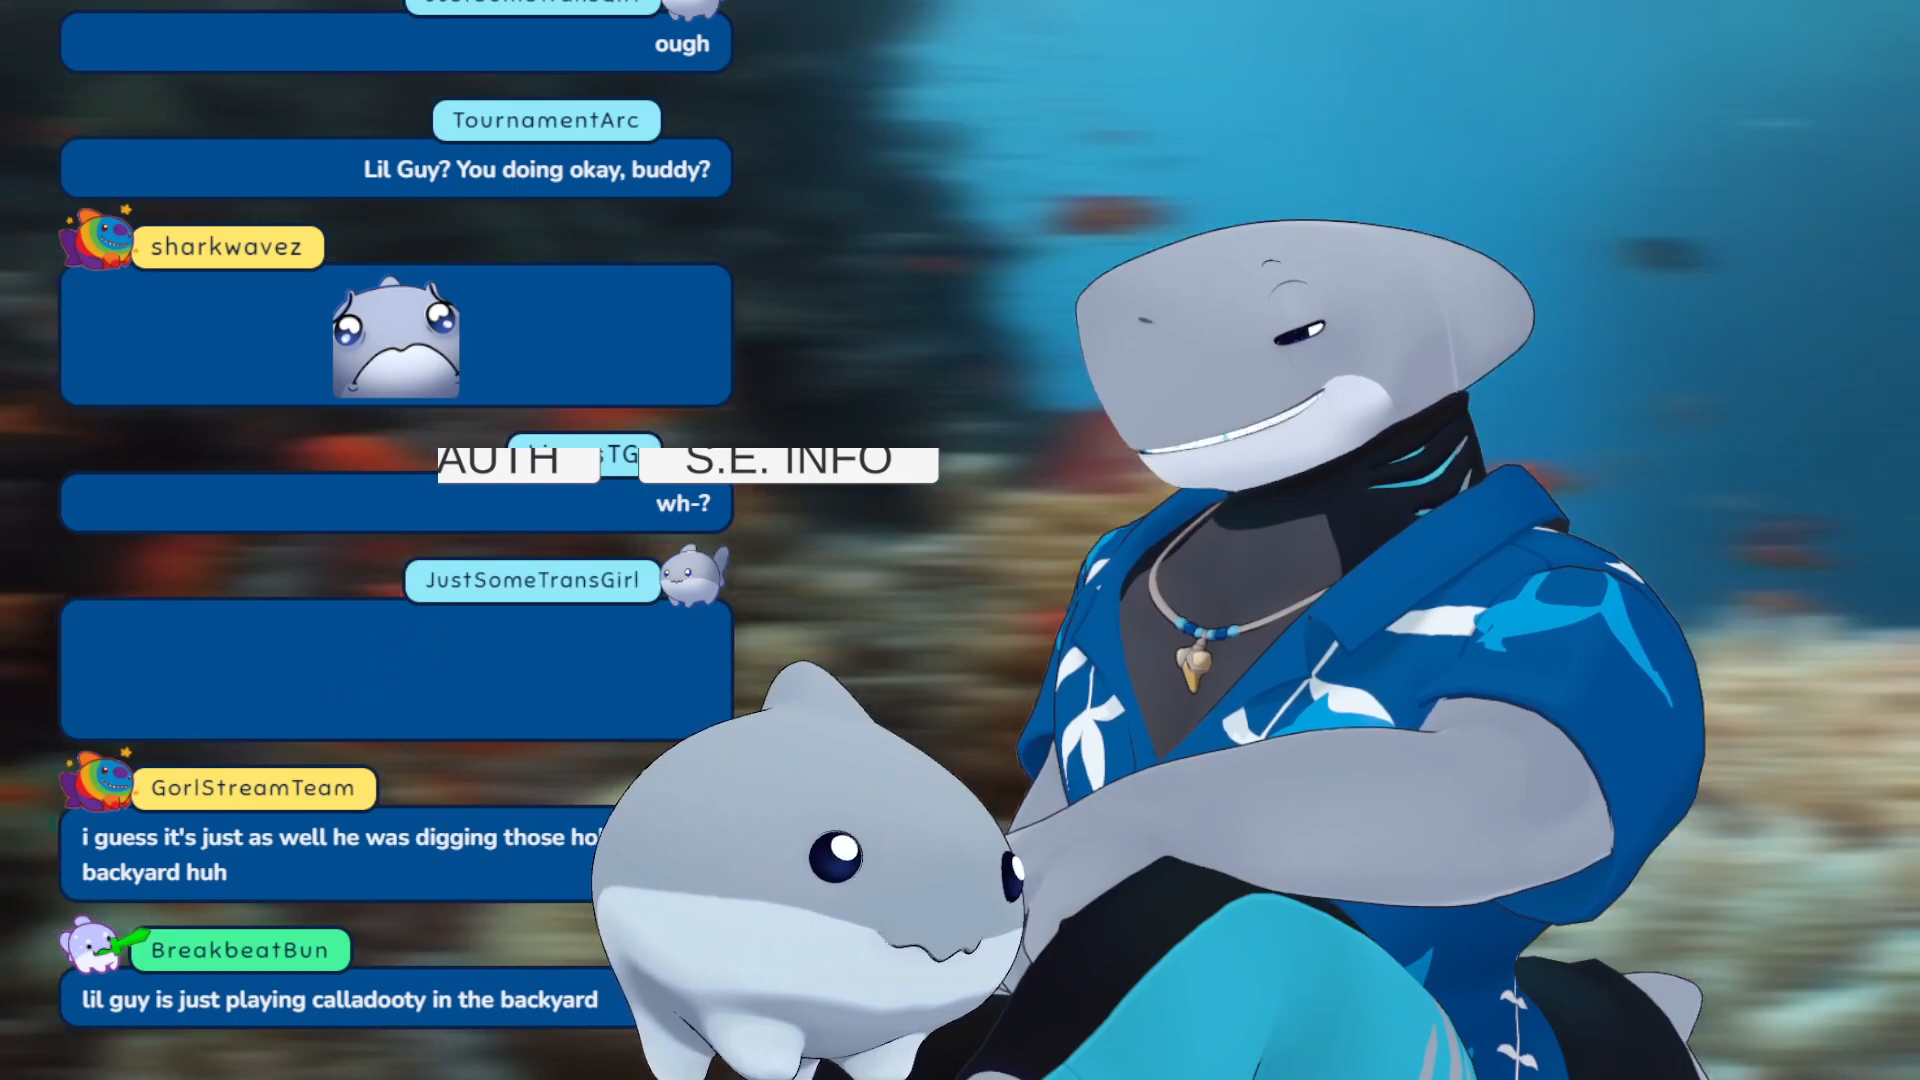 ough
TournamentArc
Lil Guy? You doing okay, buddy?
sharkwavez
AUTH
sTG
S.E. INFO
wh-?
JustSomeTransGirl
GorlStreamTeam
i guess it's just as well he was digging those
backyard huh
BreakbeatBun
lil guy is just playing calladooty in the backyard